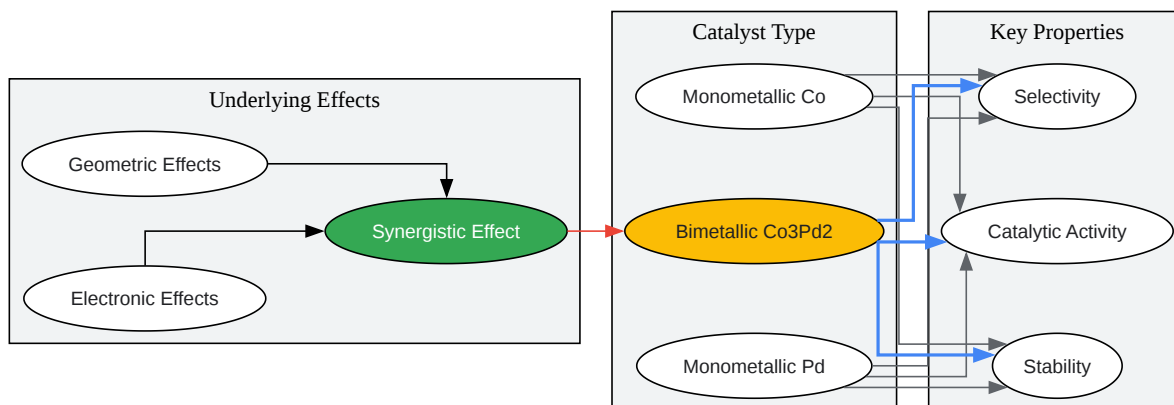 Underlying Effects
Geometric Effects
Synergistic Effect
Electronic Effects
Catalyst Type
Monometallic Co
Bimetallic Co3Pd2
Monometallic Pd
Key Properties
Selectivity
Catalytic Activity
Stability